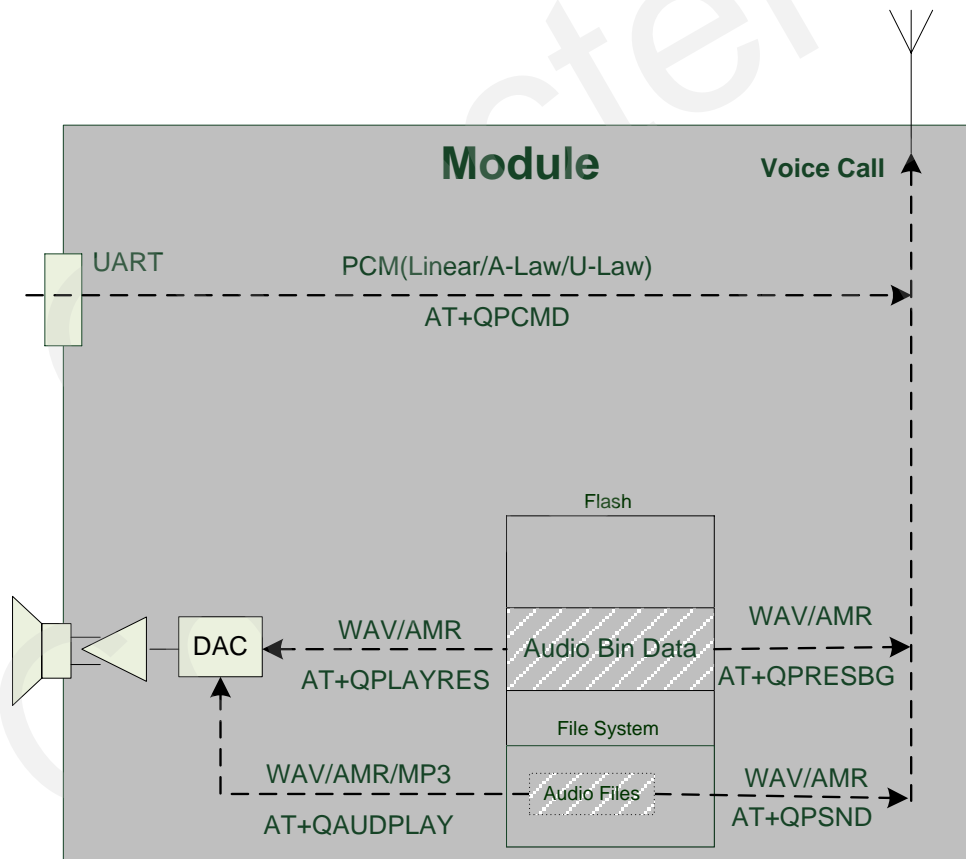 Module
Voice Call
UART
PCM(Linear/A-Law/U-Law)
AT+QPCMD
Flash
WAV/AMR
Audio Bin Data
WAV/AMR
DAC
AT+QPLAYRES
AT+QPRESBG
File System
WAV/AMR/MP3
Audio Files
WAV/AMR
AT+QAUDPLAY
AT+QPSND